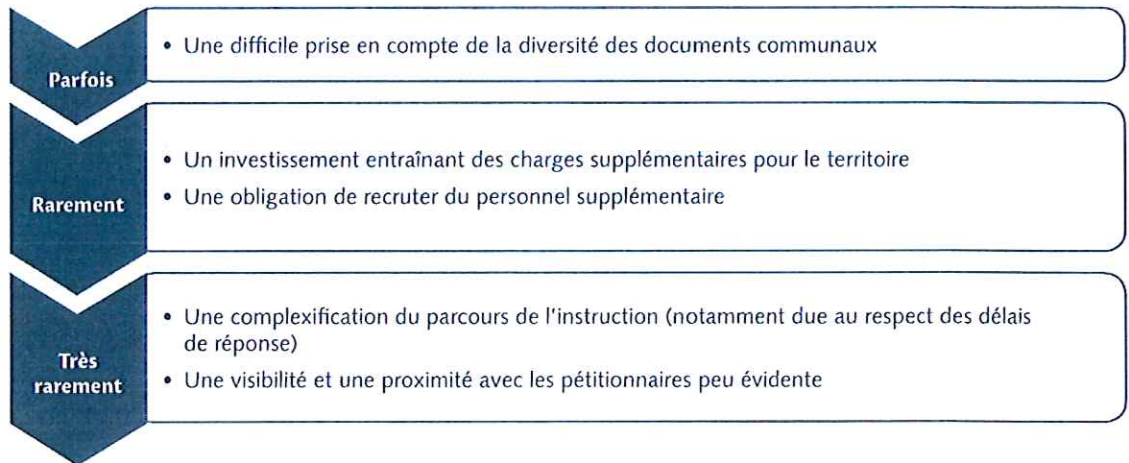 Parfois
• Une difficile prise en compte de la diversité des documents communaux
Rarement
• Un investissement entraînant des charges supplémentaires pour le territoire
• Une obligation de recruter du personnel supplémentaire
Très
rarement
• Une complexification du parcours de l'instruction (notamment due au respect des délais
de réponse)
• Une visibilité et une proximité avec les pétitionnaires peu évidente